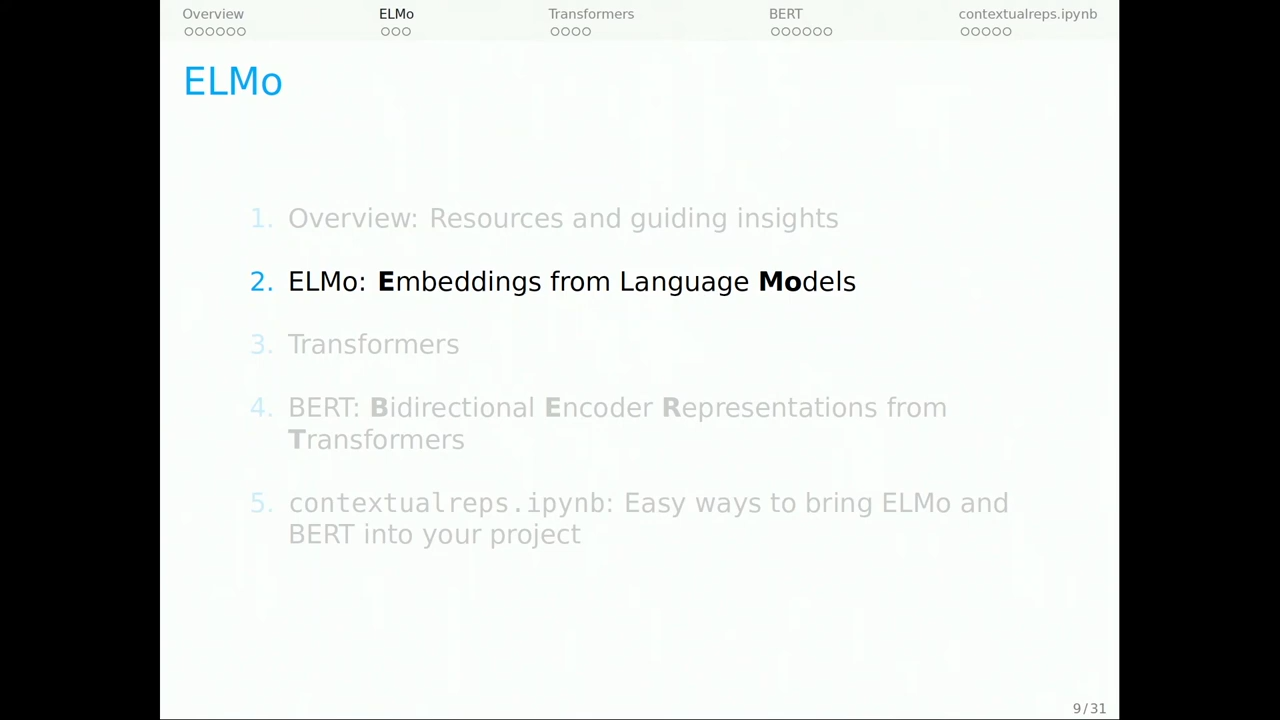 Overview ELMo Transformers BERT contextualreps.ipynb
ELMo
1. Overview: Resources and guiding insights
2. ELMo: Embeddings from Language Models
3. Transformers
4. BERT: Bidirectional Encoder Representations from
Transformers
5. contextualreps.ipynb: Easy ways to bring ELMo and
BERT into your project
9/31